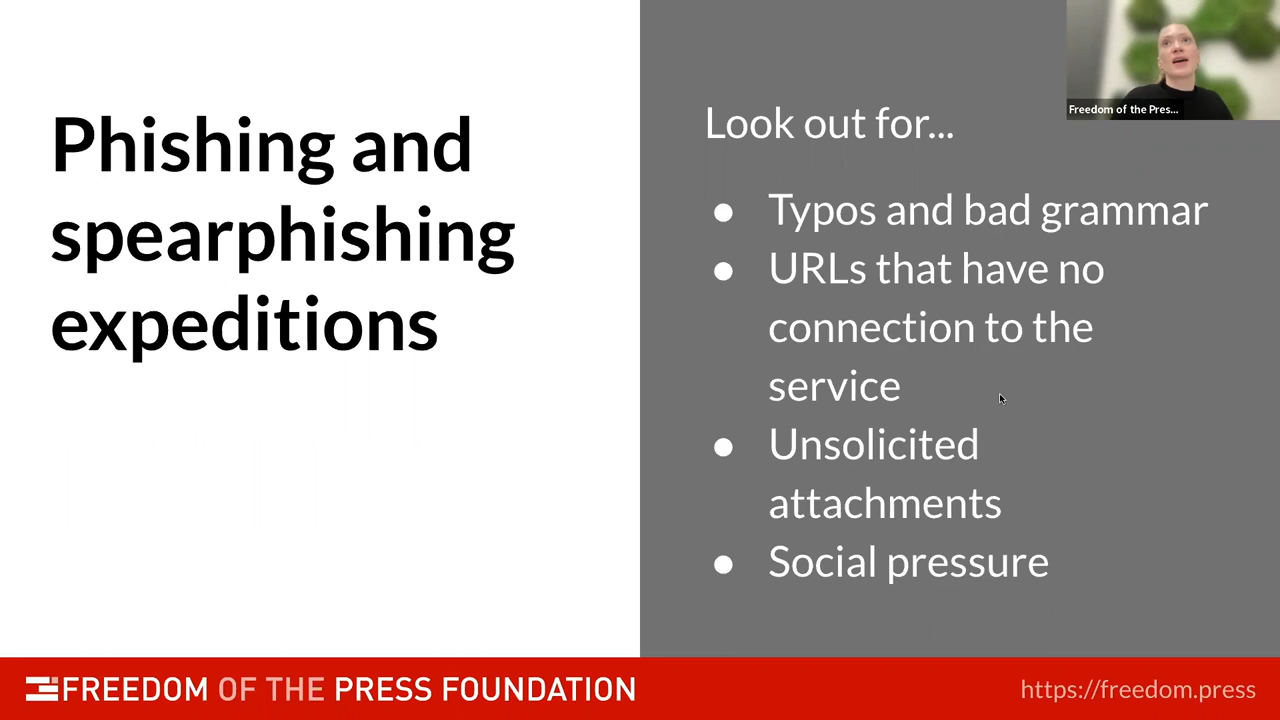 Phishing and
spearphishing
expeditions
Look out for...
● Typos and bad grammar
● URLs that have no
connection to the
service
● Unsolicited
attachments
● Social pressure
Freedom of the Pres...
FREEDOM OF THE PRESS FOUNDATION
https://freedom.press